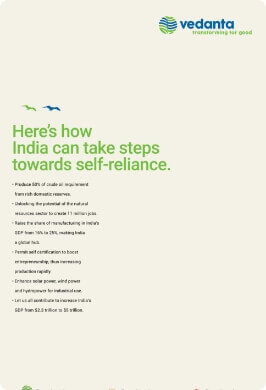 vedanta
transforming for good
Here's how
India can take steps
towards self-reliance.
• Produce 50% of crude oil requirement
from rich domestic reserves.
• Unlocking the potential of the natural
resources sector to create 11 million jobs.
• Raise the share of manufacturing in India's
GDP from 16% to 25%, making India
a global hub.
• Permit self certification to boost
entrepreneurship, thus increasing
production rapidly.
• Enhance solar power, wind power
and hydropower for industrial use.
• Let us all contribute to increase India's
GDP from $2.5 trillion to $5 trillion.